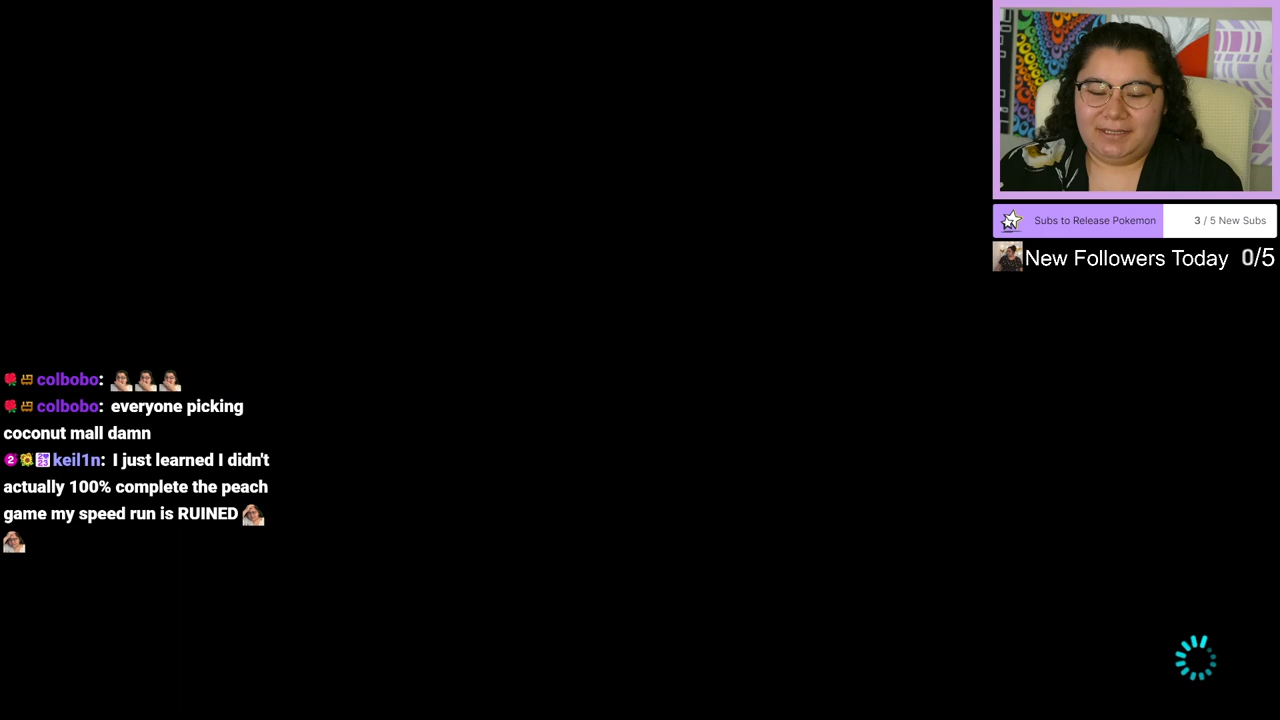 Subs to Release Pokemon 3 / 5 New Subs
New Followers Today 0/5
colbobo:
colbobo: everyone picking
coconut mall damn
keil1n: I just learned I didn't
actually 100% complete the peach
game my speed run is RUINED